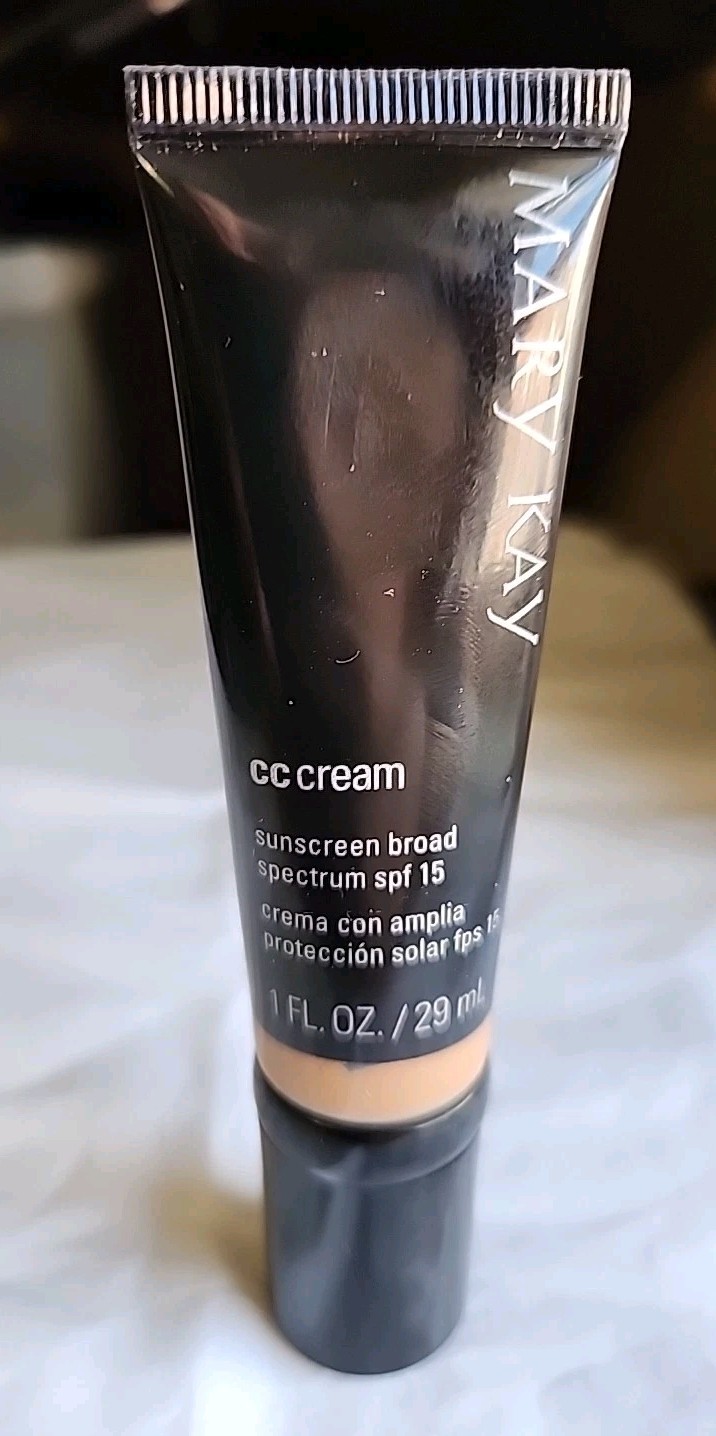 MARY KAY
cc cream
sunscreen broad
spectrum spf 15
crema con amplia
protección solar fps 15
1 FL. OZ. / 29 mL